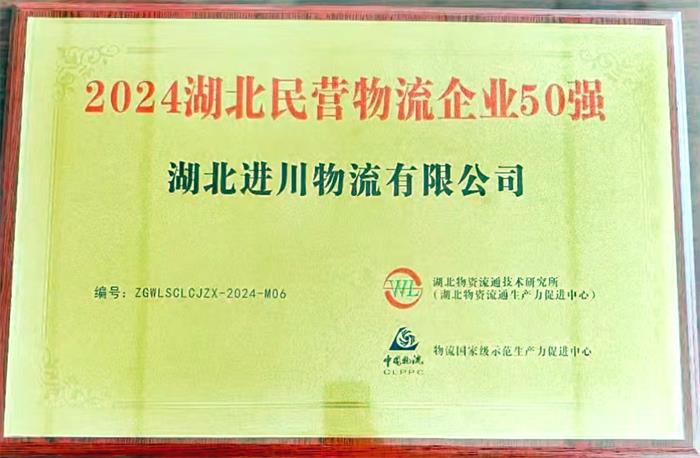 2024湖北民营物流企业50强
湖北进川物流有限公司
编号：ZGWLSCLCJZX-2024-M06
WL
湖北物资流通技术研究所
（湖北物资流通生产力促进中心）
中国物流
CLPPC
物流国家级示范生产力促进中心